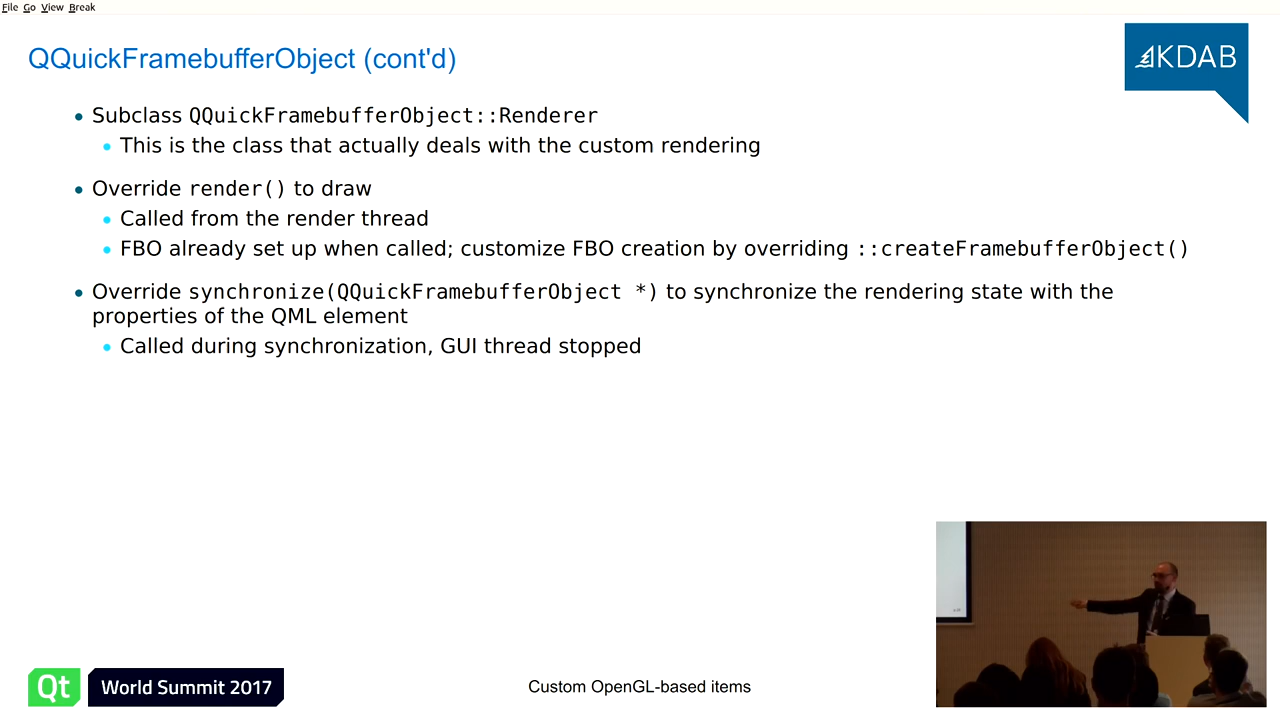 File Go View Break
QQuickFramebufferObject (cont'd)
KDAB
Subclass QQuickFramebufferObject::Renderer
This is the class that actually deals with the custom rendering
Override render() to draw
Called from the render thread
FBO already set up when called; customize FBO creation by overriding ::createFramebufferObject()
Override synchronize(QQuickFramebufferObject *) to synchronize the rendering state with the
properties of the QML element
Called during synchronization, GUI thread stopped
Qt World Summit 2017
Custom OpenGL-based items